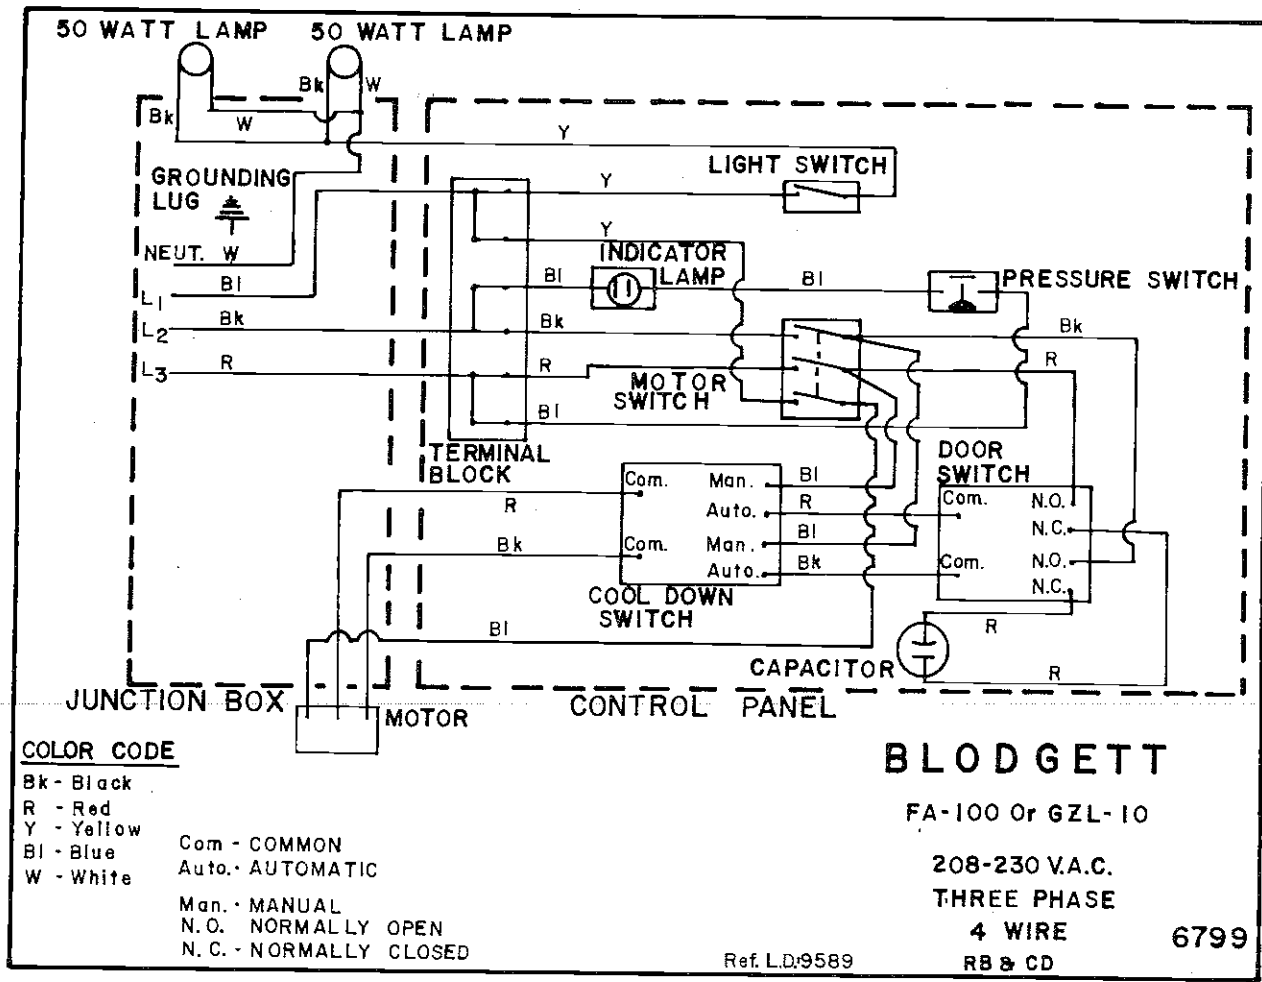 50 WATT LAMP 50 WATT LAMP
Bk W
Bk W
Y
LIGHT SWITCH
GROUNDING
LUG
Y
NEUT. W
Y
INDICATOR
LAMP
Bl
Bl
PRESSURE SWITCH
L1 Bl
L2 Bk
Bk
Bk
L3 R
R
R
MOTOR
SWITCH
Bl
TERMINAL
BLOCK
DOOR
SWITCH
Com. Man. Bl
R
Auto. R
Com. N.O.
N.C.
Bk
Com. Man. Bl
Auto. Bk
Com. N.O.
N.C.
COOL DOWN
SWITCH
Bl
R
CAPACITOR
R
JUNCTION BOX
MOTOR
CONTROL PANEL
COLOR CODE
Bk - Black
R - Red
Y - Yellow
Bl - Blue
W - White
Com - COMMON
Auto. - AUTOMATIC
Man. - MANUAL
N.O. NORMALLY OPEN
N.C. - NORMALLY CLOSED
BLODGETT
FA-100 Or GZL-10
208-230 V.A.C.
THREE PHASE
4 WIRE
RB & CD
6799
Ref. L.D.9589